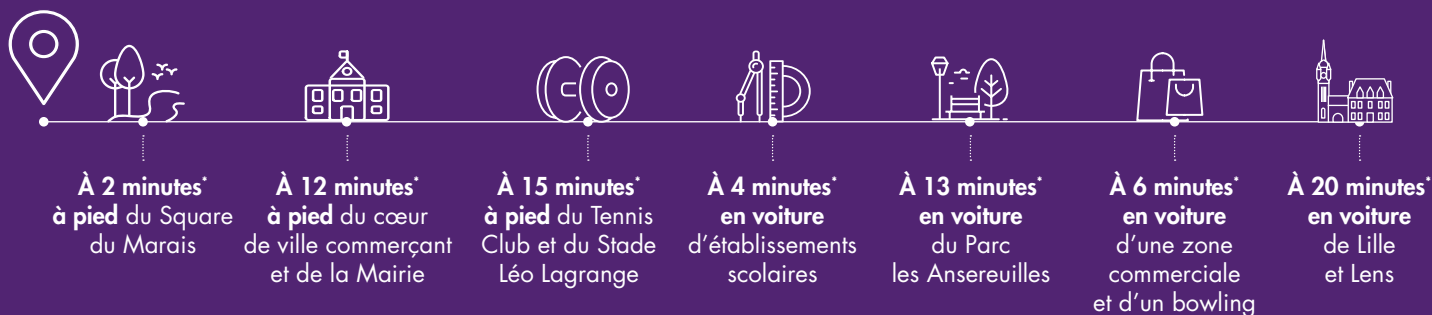 À 2 minutes*
à pied du Square
du Marais
À 12 minutes*
à pied du cœur
de ville commerçant
et de la Mairie
À 15 minutes*
à pied du Tennis
Club et du Stade
Léo Lagrange
À 4 minutes*
en voiture
d'établissements
scolaires
À 13 minutes*
en voiture
du Parc
les Ansereuilles
À 6 minutes*
en voiture
d'une zone
commerciale
et d'un bowling
À 20 minutes*
en voiture
de Lille
et Lens